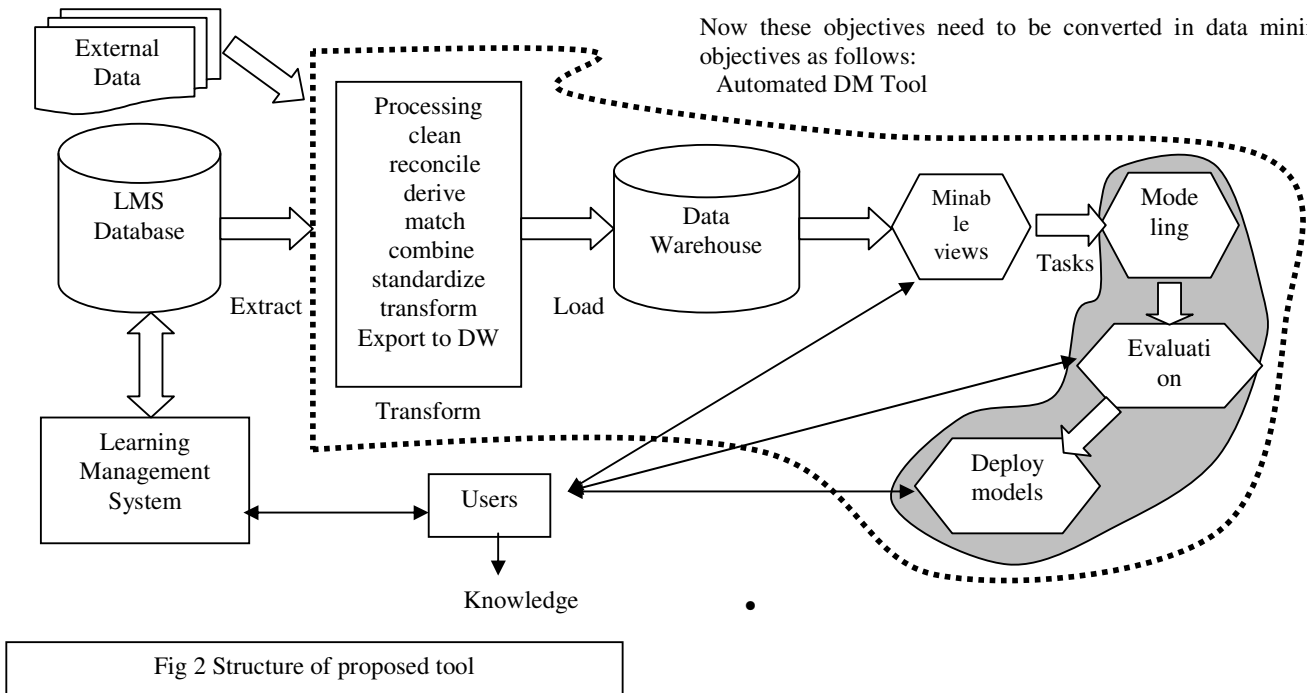 Now these objectives need to be converted in data mini
objectives as follows:
Automated DM Tool
External
Data
Processing
clean
reconcile
derive
match
combine
standardize
transform
Export to DW
LMS
Database
Extract
Transform
Load
Data
Warehouse
Minab
le
views
Tasks
Mode
ling
Evaluati
on
Deploy
models
Learning
Management
System
Users
Knowledge
•
Fig 2 Structure of proposed tool